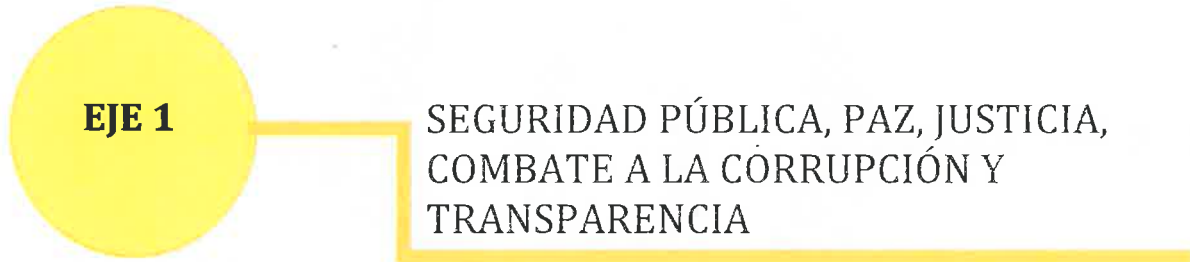 EJE 1
SEGURIDAD PÚBLICA, PAZ, JUSTICIA,
COMBATE A LA CORRUPCIÓN Y
TRANSPARENCIA